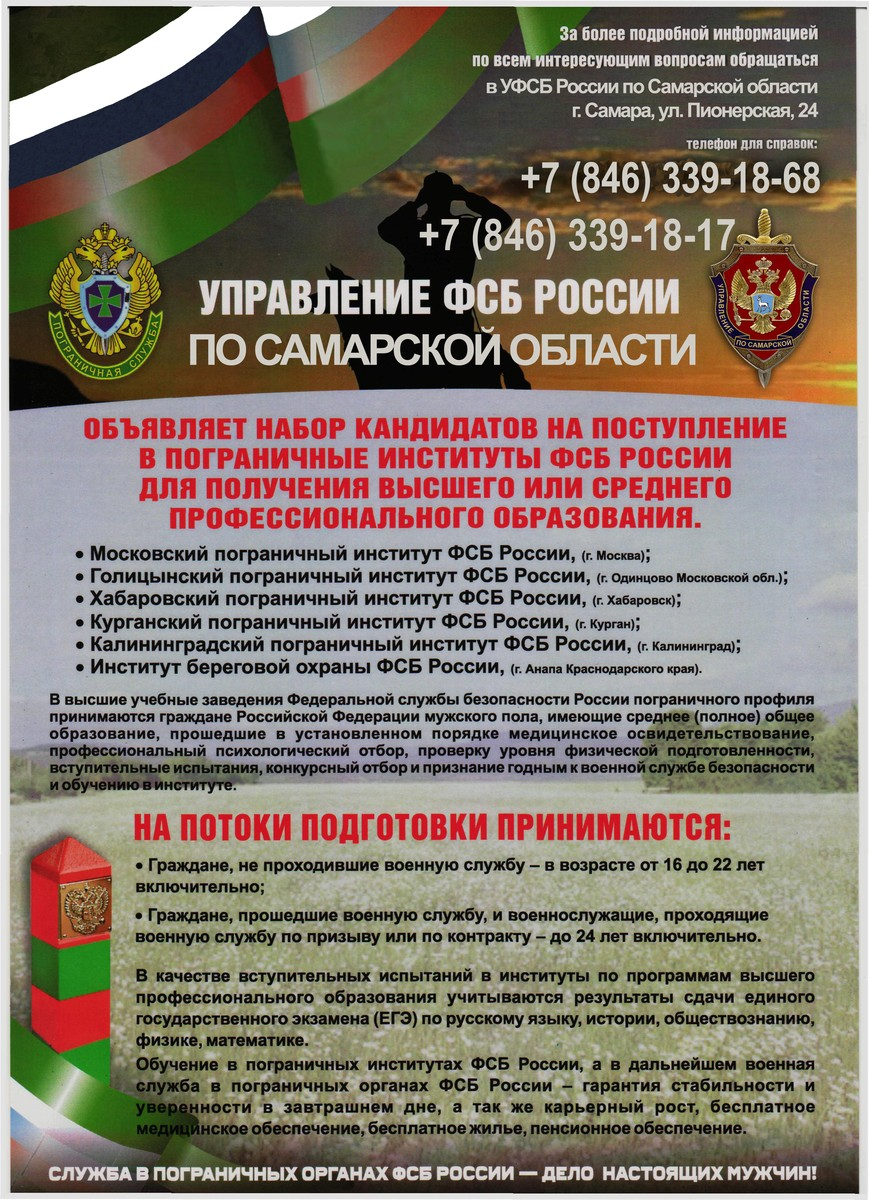 За более подробной информацией
по всем интересующим вопросам обращаться
в УФСБ России по Самарской области
г. Самара, ул. Пионерская, 24
телефон для справок:
+7 (846) 339-18-68
+7 (846) 339-18-17
УПРАВЛЕНИЕ ФСБ РОССИИ
ПО САМАРСКОЙ ОБЛАСТИ
ПОГРАНИЧНАЯ СЛУЖБА
УПРАВЛЕНИЕ
ПО САМАРСКОЙ
ОБЛАСТИ
ОБЪЯВЛЯЕТ НАБОР КАНДИДАТОВ НА ПОСТУПЛЕНИЕ
В ПОГРАНИЧНЫЕ ИНСТИТУТЫ ФСБ РОССИИ
ДЛЯ ПОЛУЧЕНИЯ ВЫСШЕГО ИЛИ СРЕДНЕГО
ПРОФЕССИОНАЛЬНОГО ОБРАЗОВАНИЯ.
• Московский пограничный институт ФСБ России, (г. Москва);
• Голицынский пограничный институт ФСБ России, (г. Одинцово Московской обл.);
• Хабаровский пограничный институт ФСБ России, (г. Хабаровск);
• Курганский пограничный институт ФСБ России, (г. Курган);
• Калининградский пограничный институт ФСБ России, (г. Калининград);
• Институт береговой охраны ФСБ России, (г. Анапа Краснодарского края).
В высшие учебные заведения Федеральной службы безопасности России пограничного профиля
принимаются граждане Российской Федерации мужского пола, имеющие среднее (полное) общее
образование, прошедшие в установленном порядке медицинское освидетельствование,
профессиональный психологический отбор, проверку уровня физической подготовленности,
вступительные испытания, конкурсный отбор и признание годным к военной службе безопасности
и обучению в институте.
НА ПОТОКИ ПОДГОТОВКИ ПРИНИМАЮТСЯ:
• Граждане, не проходившие военную службу – в возрасте от 16 до 22 лет
включительно;
• Граждане, прошедшие военную службу, и военнослужащие, проходящие
военную службу по призыву или по контракту – до 24 лет включительно.
В качестве вступительных испытаний в институты по программам высшего
профессионального образования учитываются результаты сдачи единого
государственного экзамена (ЕГЭ) по русскому языку, истории, обществознанию,
физике, математике.
Обучение в пограничных институтах ФСБ России, а в дальнейшем военная
служба в пограничных органах ФСБ России – гарантия стабильности и
уверенности в завтрашнем дне, а так же карьерный рост, бесплатное
медицинское обеспечение, бесплатное жилье, пенсионное обеспечение.
СЛУЖБА В ПОГРАНИЧНЫХ ОРГАНАХ ФСБ РОССИИ — ДЕЛО НАСТОЯЩИХ МУЖЧИН!